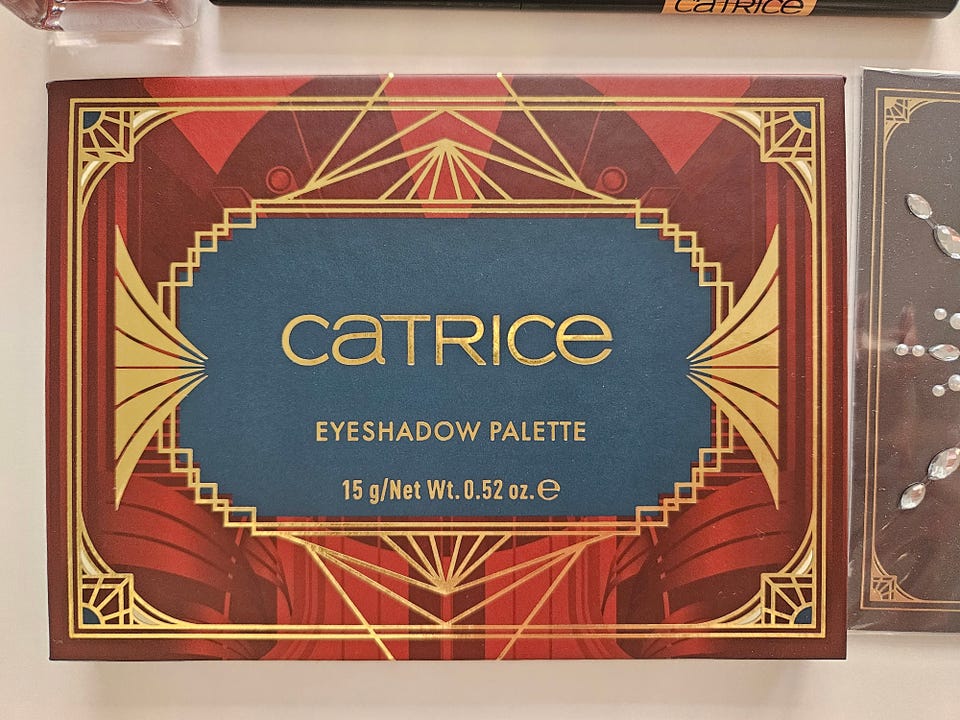 CATRICE
CATRICE
EYESHADOW PALETTE
15 g/Net Wt. 0.52 oz. ℮